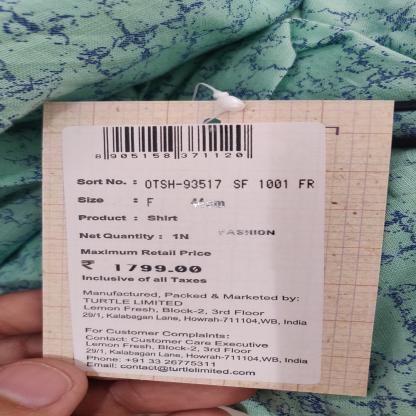 8 905158 371120
Sort No. : OTSH-93517 SF 1001 FR
Size : F
Product : Shirt
Net Quantity : 1N FASHION
Maximum Retail Price
₹ 1799.00
Inclusive of all Taxes
Manufactured, Packed & Marketed by:
TURTLE LIMITED
Lemon Fresh, Block-2, 3rd Floor
29/1, Kalabagan Lane, Howrah-711104,WB, India
For Customer Complaints:
Contact: Customer Care Executive
Lemon Fresh, Block-2, 3rd Floor
29/1, Kalabagan Lane, Howrah-711104,WB, India
Phone: +91 33 26775311
Email: contact@turtlelimited.com